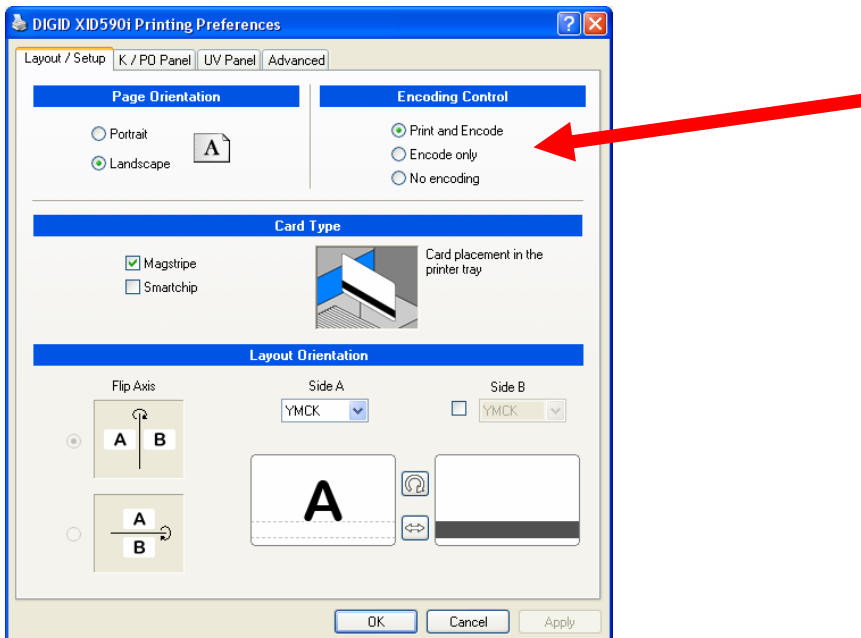 DIGID XID590i Printing Preferences
Layout / Setup K / PO Panel UV Panel Advanced
Page Orientation
Portrait
Landscape
A
Encoding Control
Print and Encode
Encode only
No encoding
Card Type
Magstripe
Smartchip
Card placement in the
printer tray
Layout Orientation
Flip Axis
A B
A
B
Side A
YMCK
Side B
YMCK
A
OK Cancel Apply